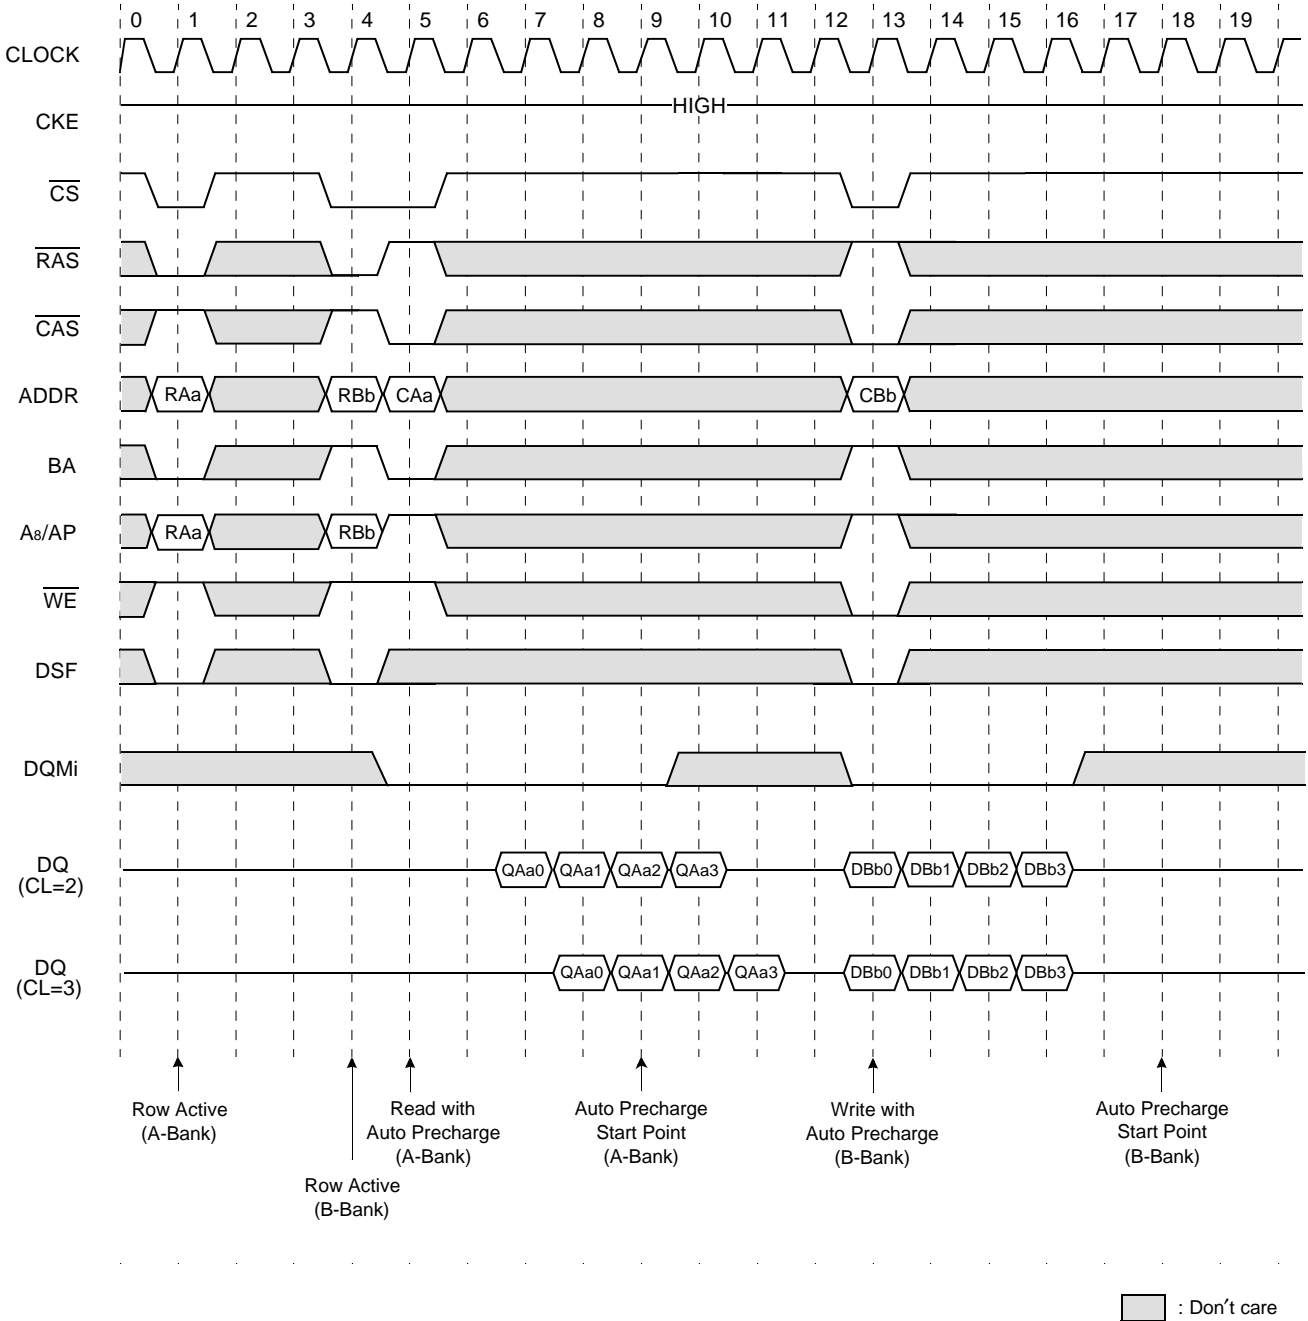 0 1 2 3 4 5 6 7 8 9 10 11 12 13 14 15 16 17 18 19
CLOCK
CKE
HIGH
CS
RAS
CAS
ADDR
RAa RBb CAa CBb
BA
A8/AP
RAa RBb
WE
DSF
DQMi
DQ
(CL=2)
QAa0 QAa1 QAa2 QAa3 DBb0 DBb1 DBb2 DBb3
DQ
(CL=3)
QAa0 QAa1 QAa2 QAa3 DBb0 DBb1 DBb2 DBb3
Row Active
(A-Bank)
Row Active
(B-Bank)
Read with
Auto Precharge
(A-Bank)
Auto Precharge
Start Point
(A-Bank)
Write with
Auto Precharge
(B-Bank)
Auto Precharge
Start Point
(B-Bank)
: Don′t care